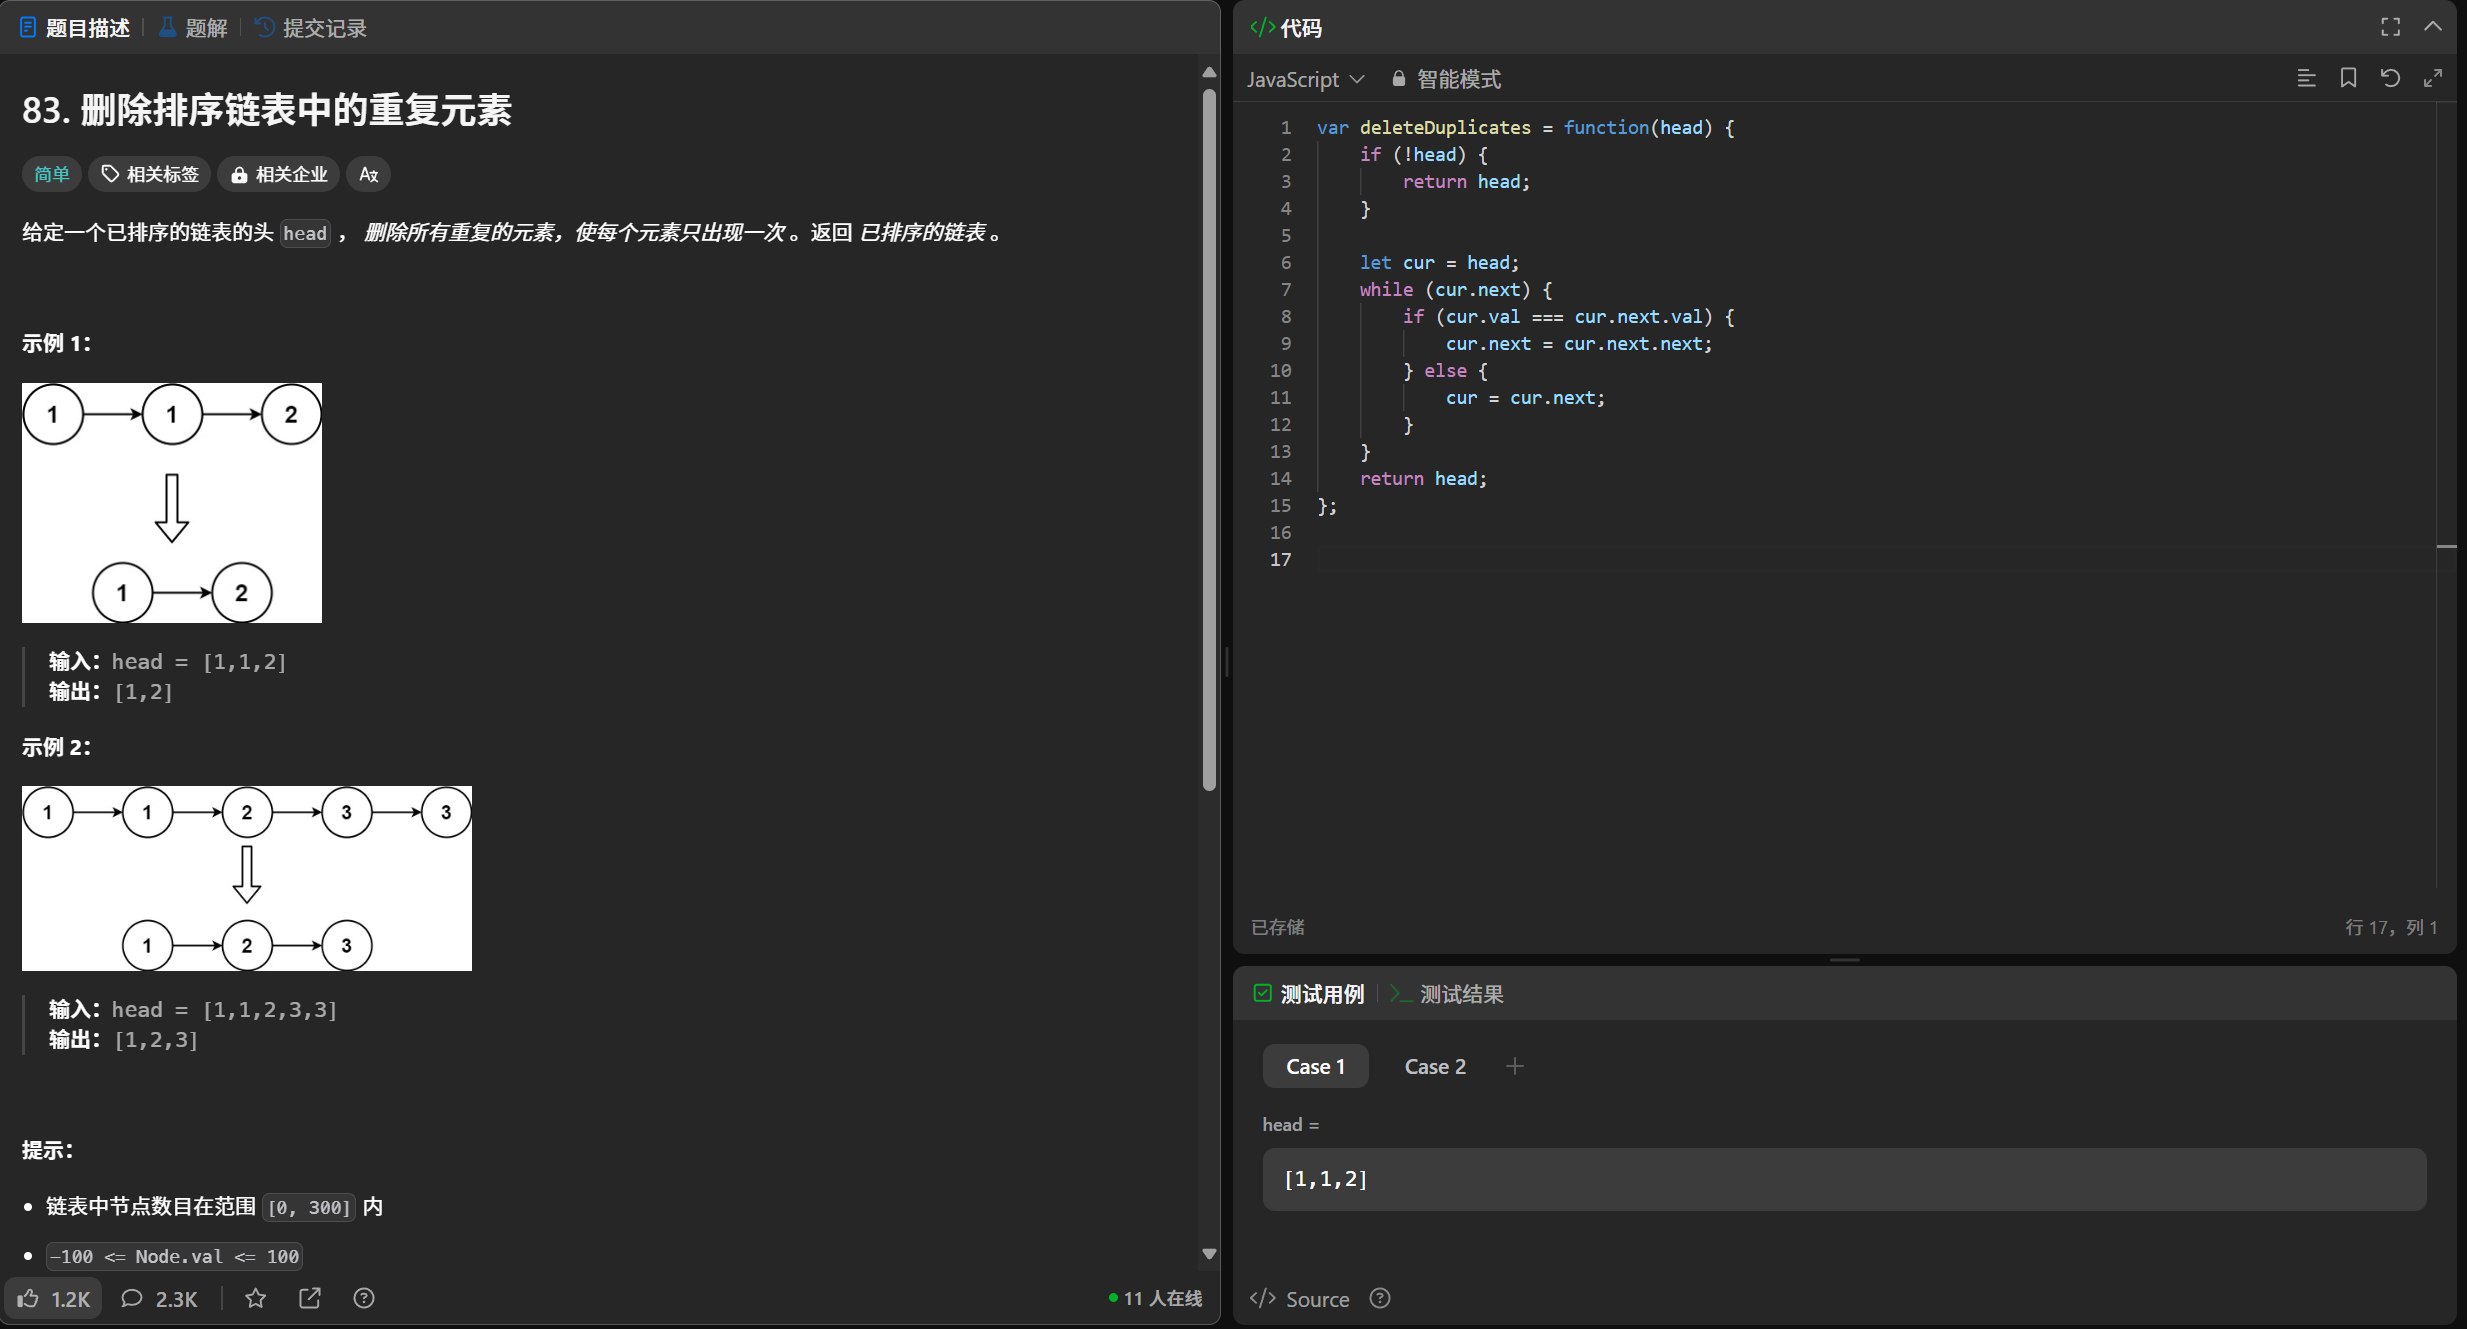 题目描述 题解 提交记录
83. 删除排序链表中的重复元素
简单 相关标签 相关企业 Aあ
给定一个已排序的链表的头 head ， 删除所有重复的元素，使每个元素只出现一次 。返回 已排序的链表 。
示例 1：
1 1 2
1 2
输入：head = [1,1,2]
输出：[1,2]
示例 2：
1 1 2 3 3
1 2 3
输入：head = [1,1,2,3,3]
输出：[1,2,3]
提示：
• 链表中节点数目在范围 [0, 300] 内
• -100 <= Node.val <= 100
1.2K 2.3K 11 人在线
</> 代码
JavaScript 智能模式
1 var deleteDuplicates = function(head) {
2     if (!head) {
3         return head;
4     }
5
6     let cur = head;
7     while (cur.next) {
8         if (cur.val === cur.next.val) {
9             cur.next = cur.next.next;
10         } else {
11             cur = cur.next;
12         }
13     }
14     return head;
15 };
16
17
已存储 行 17，列 1
测试用例 测试结果
Case 1 Case 2 +
head =
[1,1,2]
</> Source